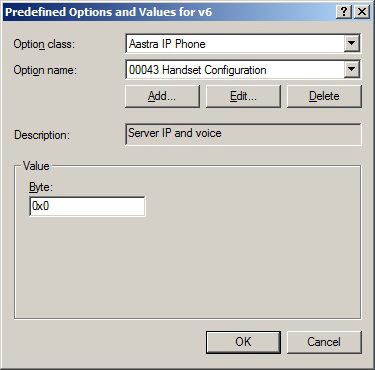 Predefined Options and Values for v6
Option class: Aastra IP Phone
Option name: 00043 Handset Configuration
Add... Edit... Delete
Description: Server IP and voice
Value
Byte:
0x0
OK Cancel